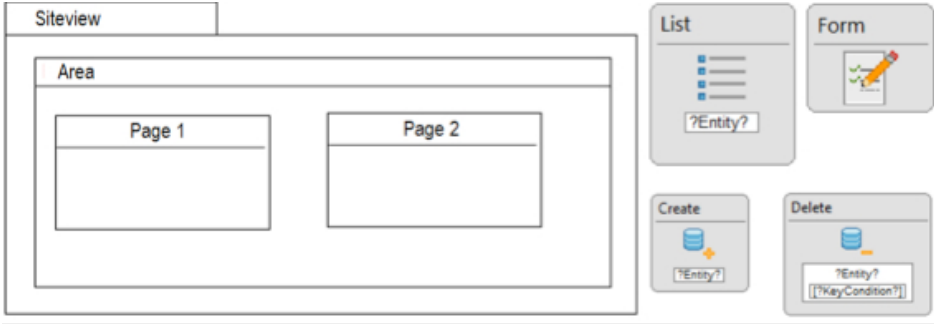 Siteview
Area
Page 1
Page 2
List
?Entity?
Form
Create
?Entity?
Delete
?Entity?
[?KeyCondition?]